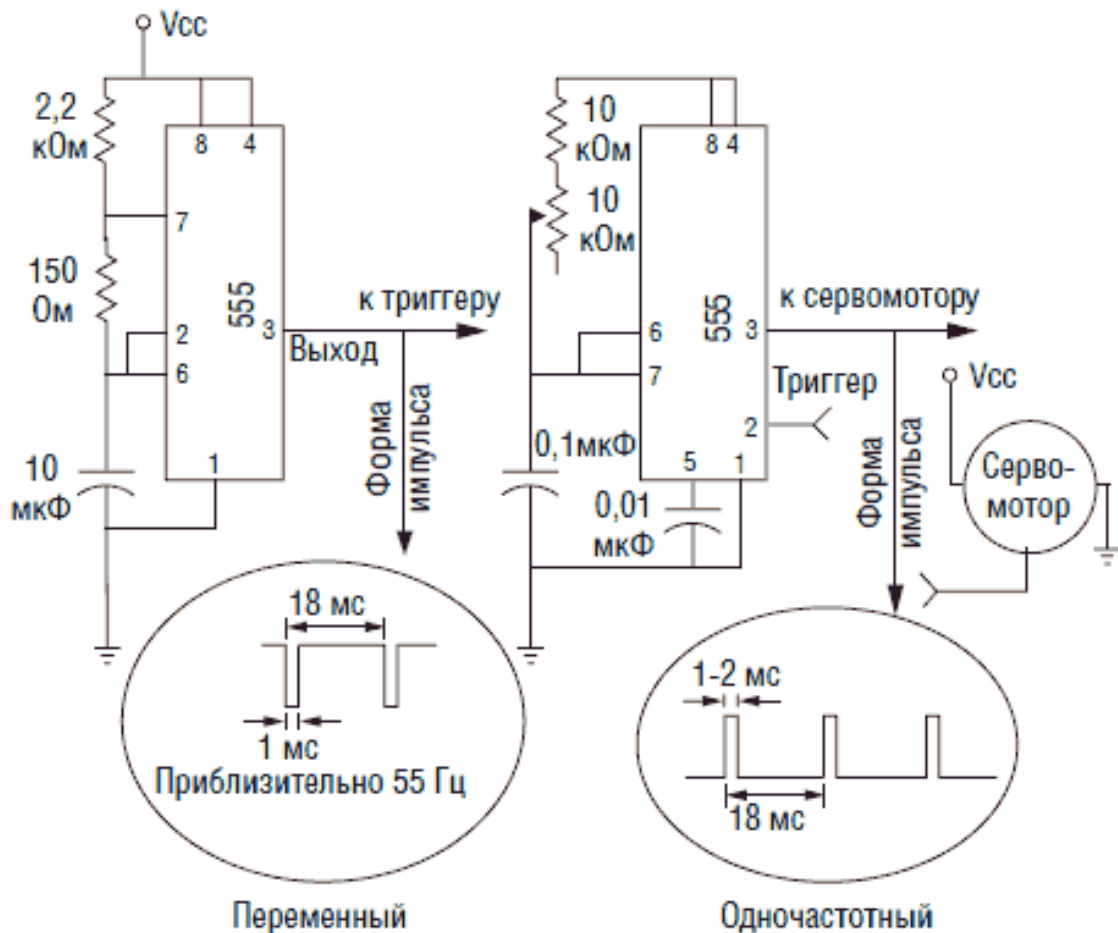 Vcc
2,2
кОм
8 4
7
150
Ом
2
6
555
3
Выход
к триггеру
10
мкФ
1
Форма
импульса
18 мс
1 мс
Приблизительно 55 Гц
Переменный
10
кОм
10
кОм
8 4
6
7
555
3
к сервомотору
Триггер
2
0,1мкФ
5
1
0,01
мкФ
Форма
импульса
Vcc
Серво-
мотор
1-2 мс
18 мс
Одночастотный